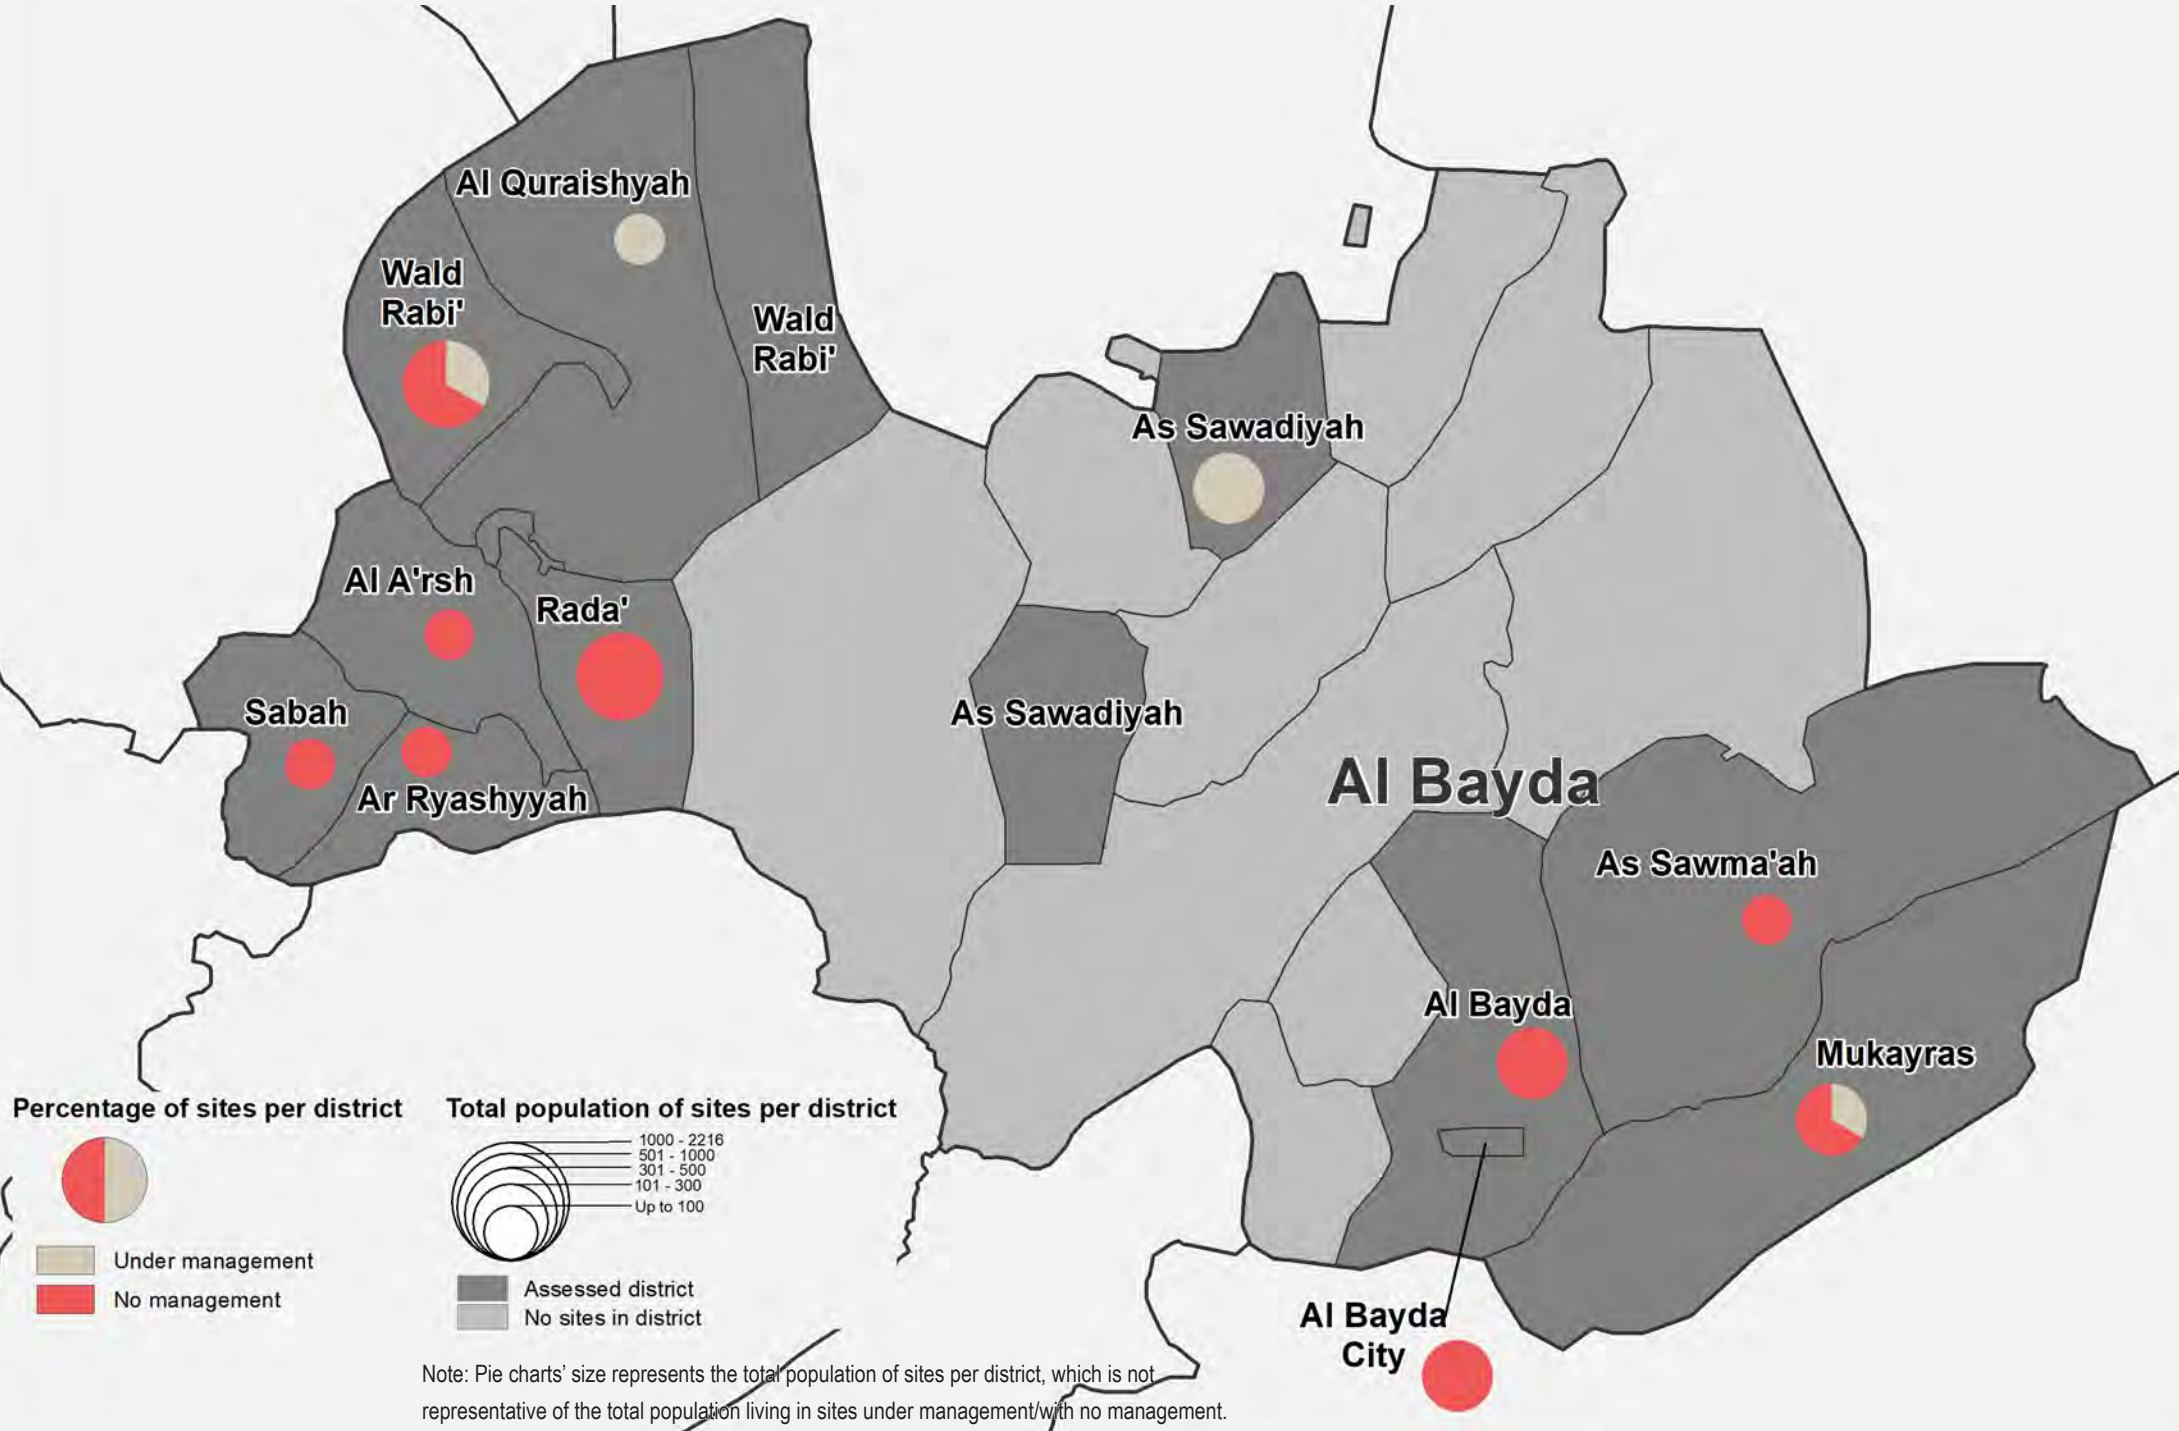 Al Quraishyah
Wald
Rabi'
Wald
Rabi'
As Sawadiyah
Al A'rsh
Rada'
Sabah
As Sawadiyah
Ar Ryashyyah
Al Bayda
As Sawma'ah
Al Bayda
Mukayras
Al Bayda
City
Percentage of sites per district
Under management
No management
Total population of sites per district
1000 - 2216
501 - 1000
301 - 500
101 - 300
Up to 100
Assessed district
No sites in district
Note: Pie charts’ size represents the total population of sites per district, which is not
representative of the total population living in sites under management/with no management.